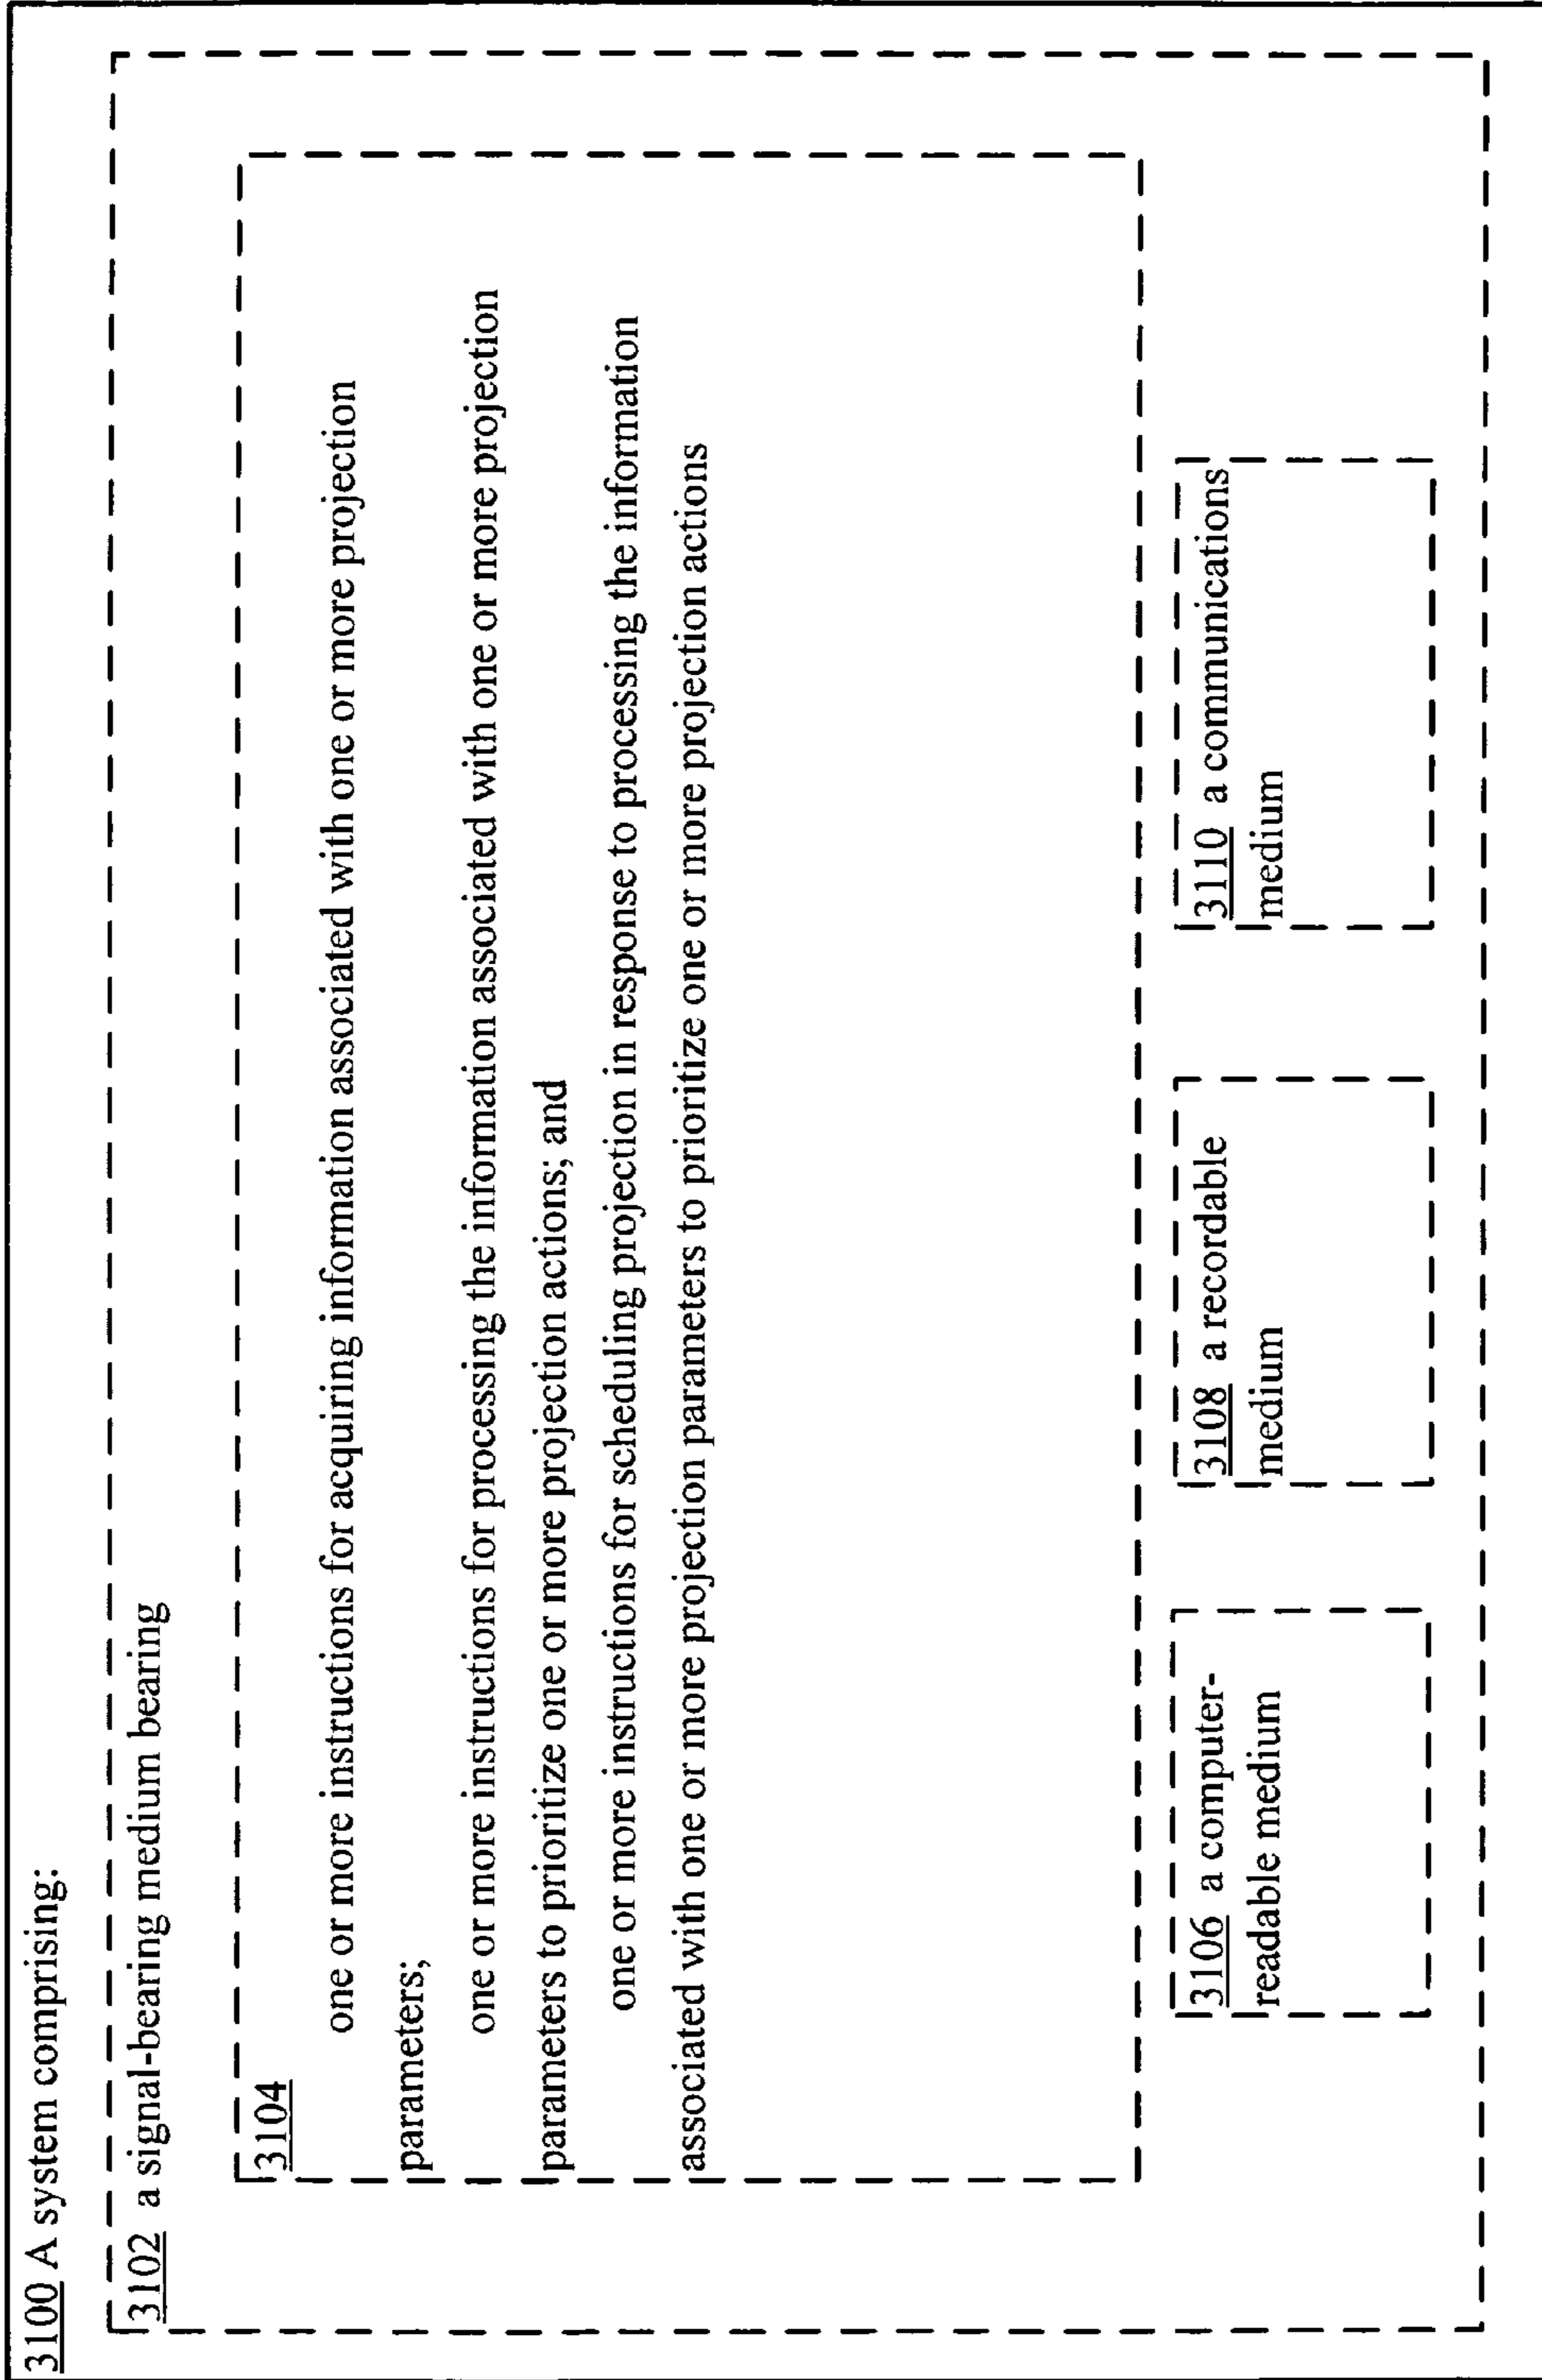 3100 A system comprising:
3102 a signal-bearing medium bearing
3104
one or more instructions for acquiring information associated with one or more projection
parameters;
one or more instructions for processing the information associated with one or more projection
parameters to prioritize one or more projection actions; and
one or more instructions for scheduling projection in response to processing the information
associated with one or more projection parameters to prioritize one or more projection actions
3106 a computer-
readable medium
3108 a recordable
medium
3110 a communications
medium